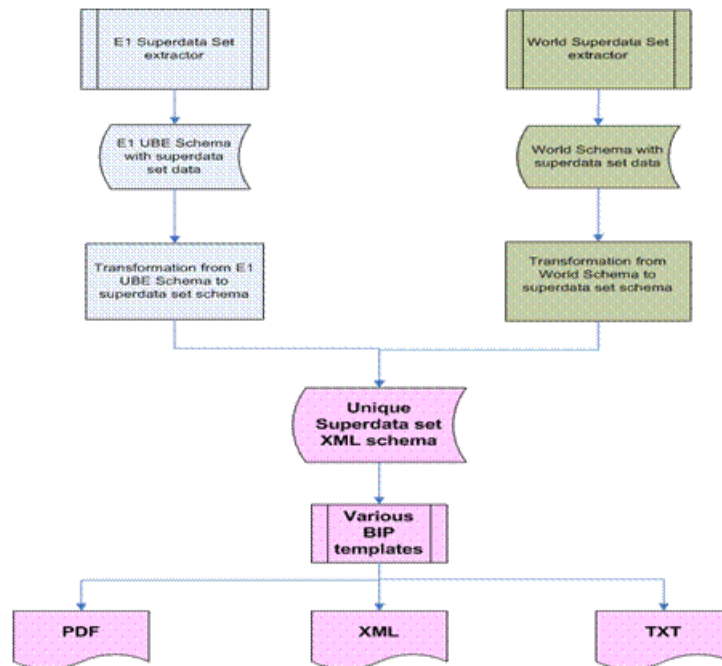 E1 Superdata Set
extractor
World Superdata Set
extractor
E1 UBE Schema
with superdata
set data
World Schema with
superdata set data
Transformation from E1
UBE Schema to
superdata set schema
Transformation from
World Schema to
superdata set schema
Unique
Superdata set
XML schema
Various
BIP
templates
PDF
XML
TXT